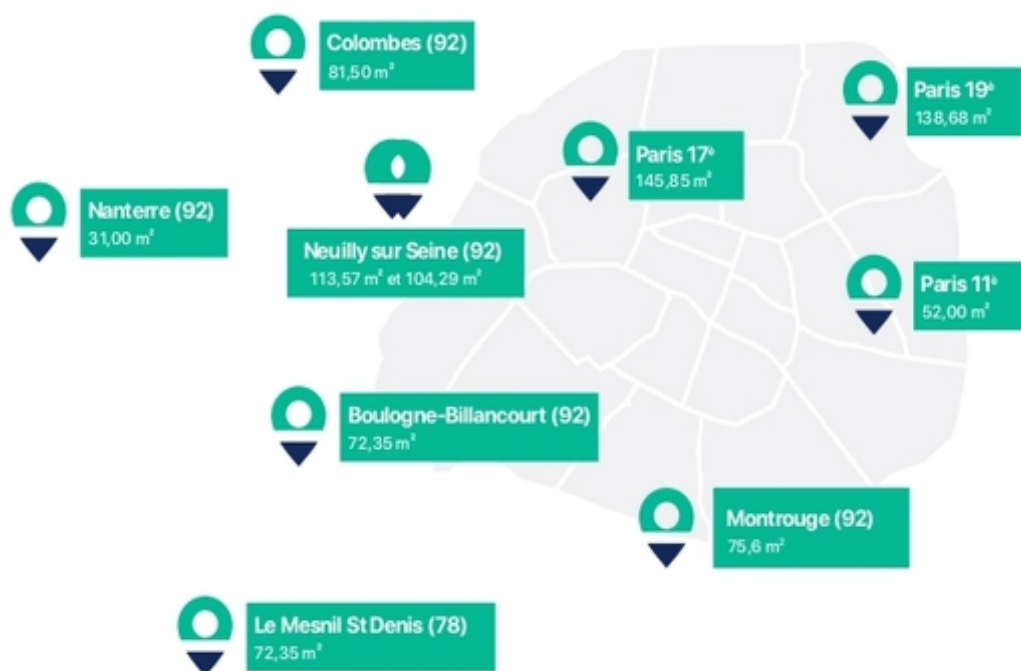 Colombes (92)
81,50 m²
Paris 19ᵉ
138,68 m²
Paris 17ᵉ
145,85 m²
Nanterre (92)
31,00 m²
Neuilly sur Seine (92)
113,57 m² et 104,29 m²
Paris 11ᵉ
52,00 m²
Boulogne-Billancourt (92)
72,35 m²
Montrouge (92)
75,6 m²
Le Mesnil St Denis (78)
72,35 m²